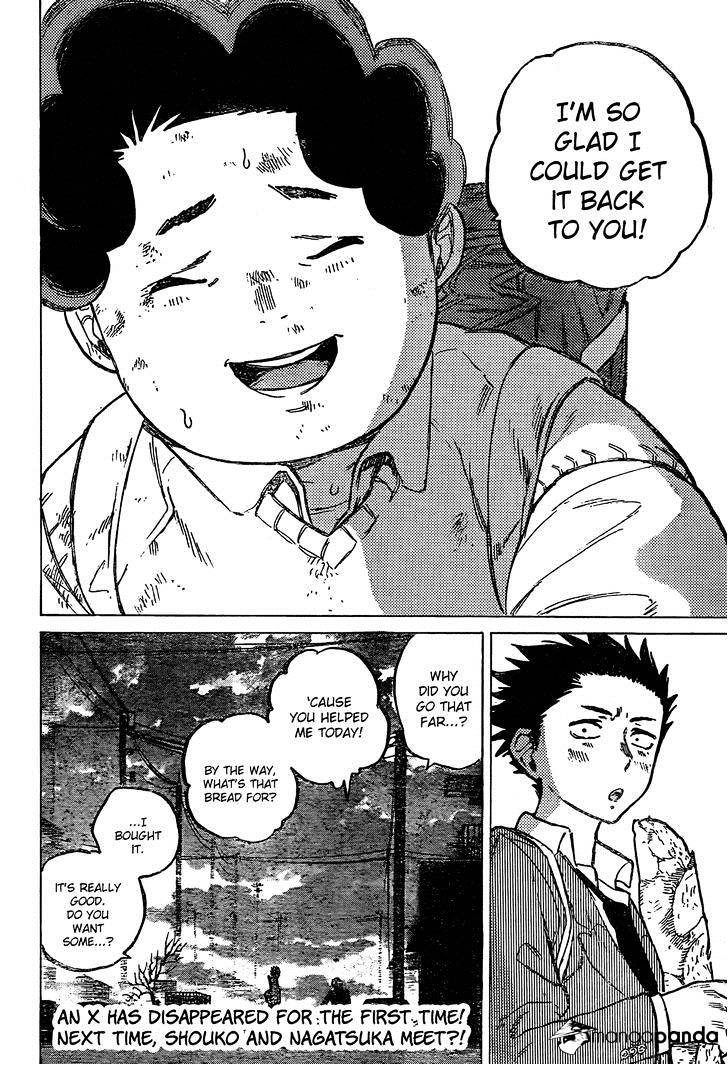 I'M SO
GLAD I
COULD GET
IT BACK
TO YOU!
WHY
DID YOU
GO THAT
FAR...?
'CAUSE
YOU HELPED
ME TODAY!
BY THE WAY,
WHAT'S THAT
BREAD FOR?
...I
BOUGHT
IT.
IT'S REALLY
GOOD.
DO YOU
WANT
SOME...?
AN X HAS DISAPPEARED FOR THE FIRST TIME!
NEXT TIME, SHOUKO AND NAGATSUKA MEET?!
mangapanda